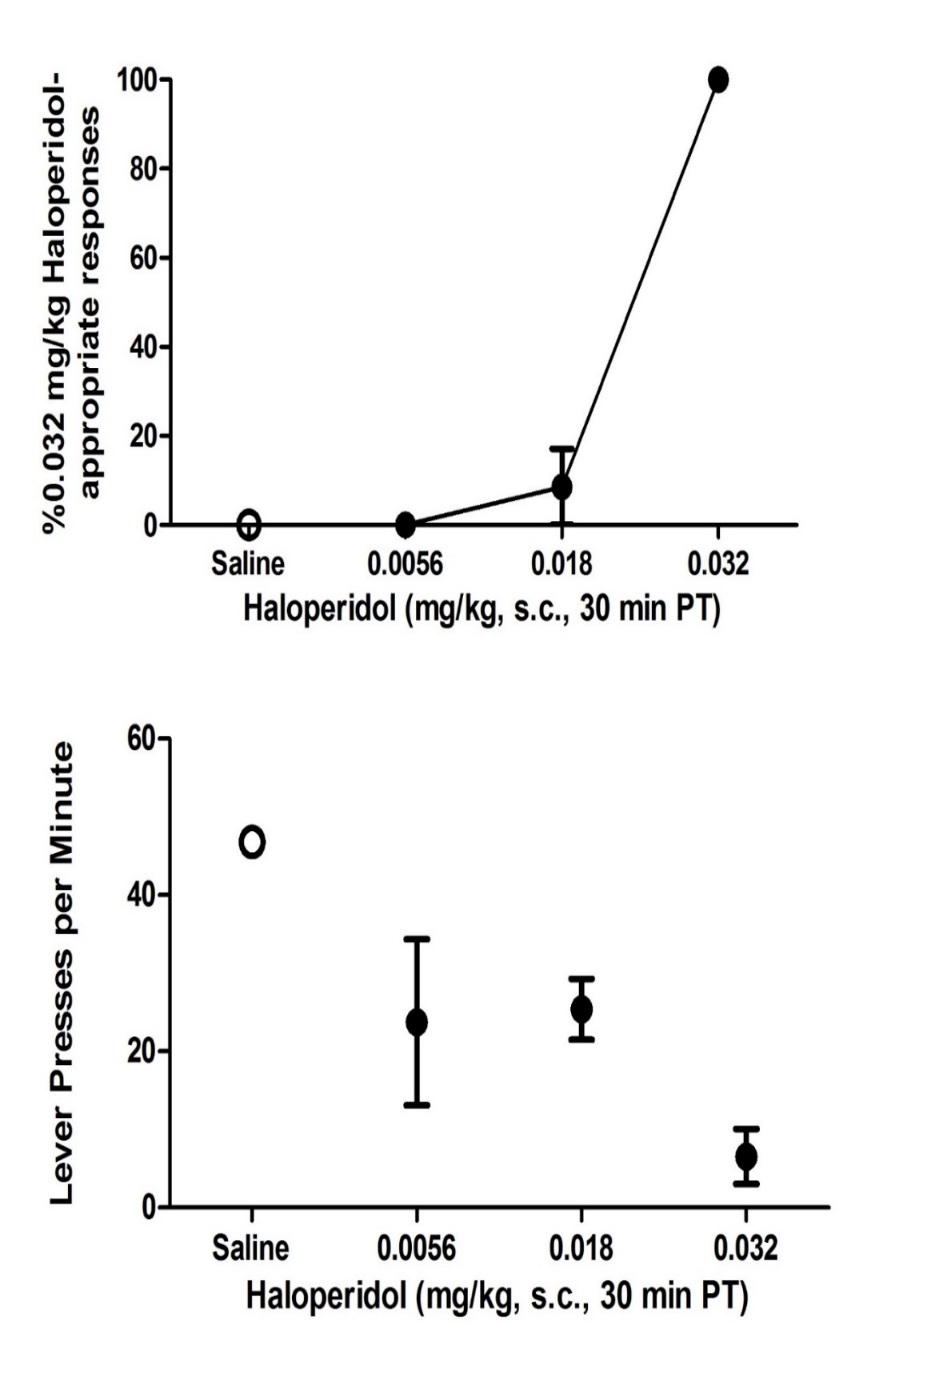 %0.032 mg/kg Haloperidol-
appropriate responses
100
80
60
40
20
0
Saline 0.0056 0.018 0.032
Haloperidol (mg/kg, s.c., 30 min PT)
Lever Presses per Minute
60
40
20
0
Saline 0.0056 0.018 0.032
Haloperidol (mg/kg, s.c., 30 min PT)